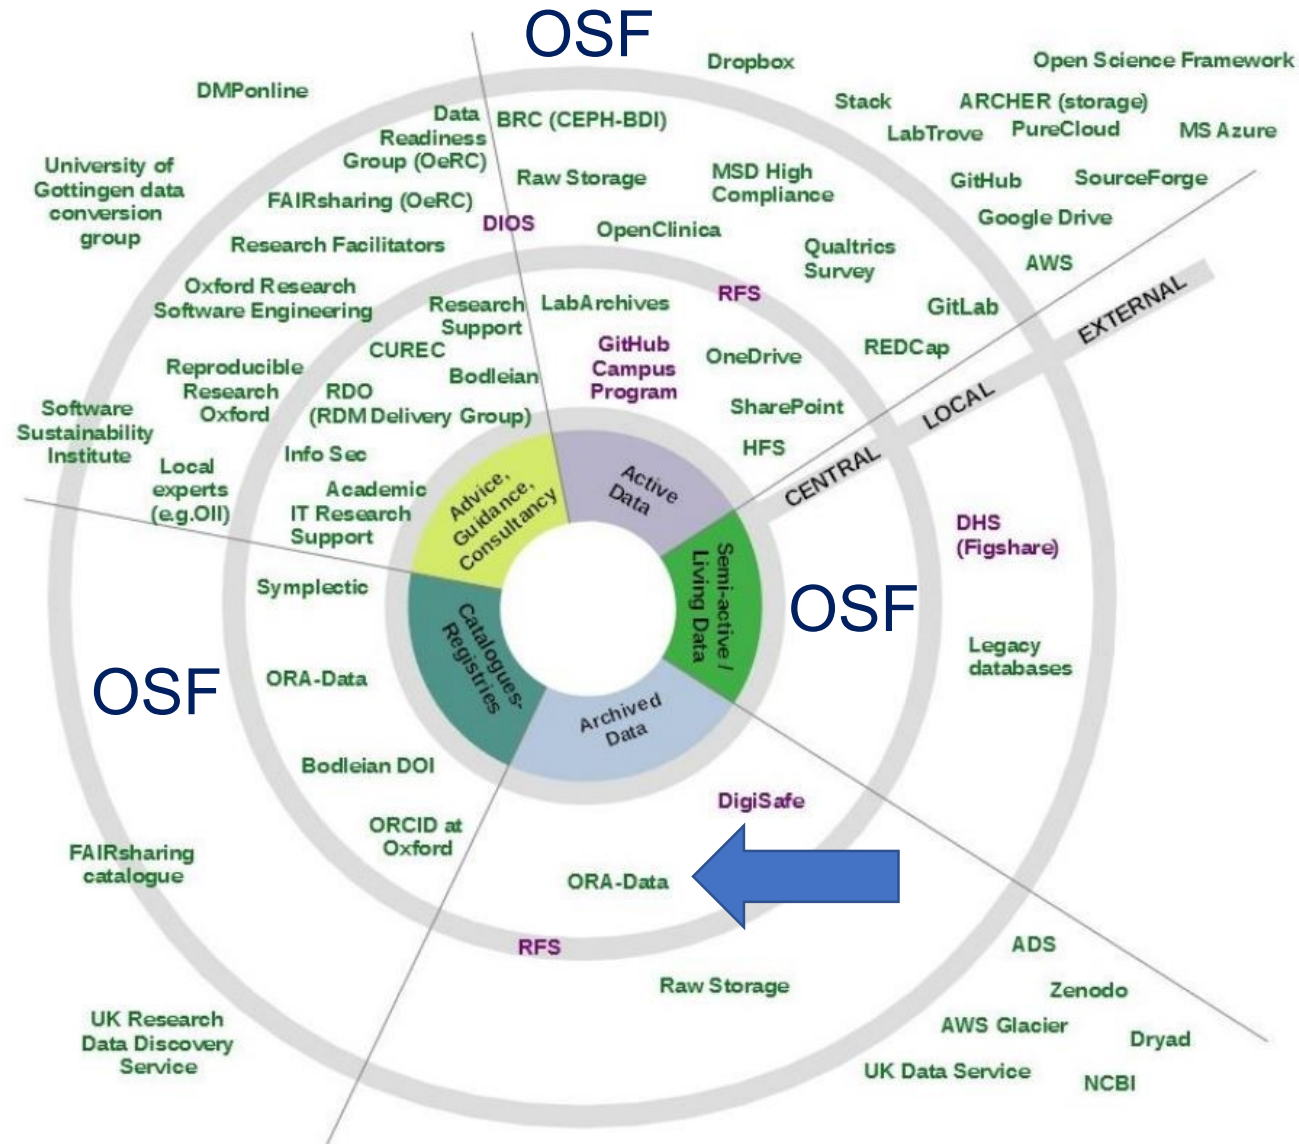 OSF
Dropbox
Open Science Framework
DMPonline
Stack
ARCHER (storage)
Data
Readiness
Group (OeRC)
BRC (CEPH-BDI)
LabTrove
PureCloud
MS Azure
University of
Gottingen data
conversion
group
Raw Storage
MSD High
Compliance
GitHub
SourceForge
FAIRsharing (OeRC)
DIOS
OpenClinica
Google Drive
Research Facilitators
Qualtrics
Survey
AWS
Oxford Research
Software Engineering
Research
Support
LabArchives
RFS
GitLab
EXTERNAL
LOCAL
CENTRAL
CUREC
GitHub
Campus
Program
OneDrive
REDCap
Reproducible
Research
Oxford
Bodleian
RDO
(RDM Delivery Group)
SharePoint
Software
Sustainability
Institute
HFS
Info Sec
Local
experts
(e.g.OII)
Academic
IT Research
Support
Advice,
Guidance,
Consultancy
Active
Data
DHS
(Figshare)
Semi-active /
Living Data
OSF
Symplectic
Catalogues-
Registries
Legacy
databases
OSF
ORA-Data
Archived
Data
Bodleian DOI
DigiSafe
ORCID at
Oxford
FAIRsharing
catalogue
ORA-Data
RFS
ADS
Raw Storage
Zenodo
UK Research
Data Discovery
Service
AWS Glacier
Dryad
UK Data Service
NCBI